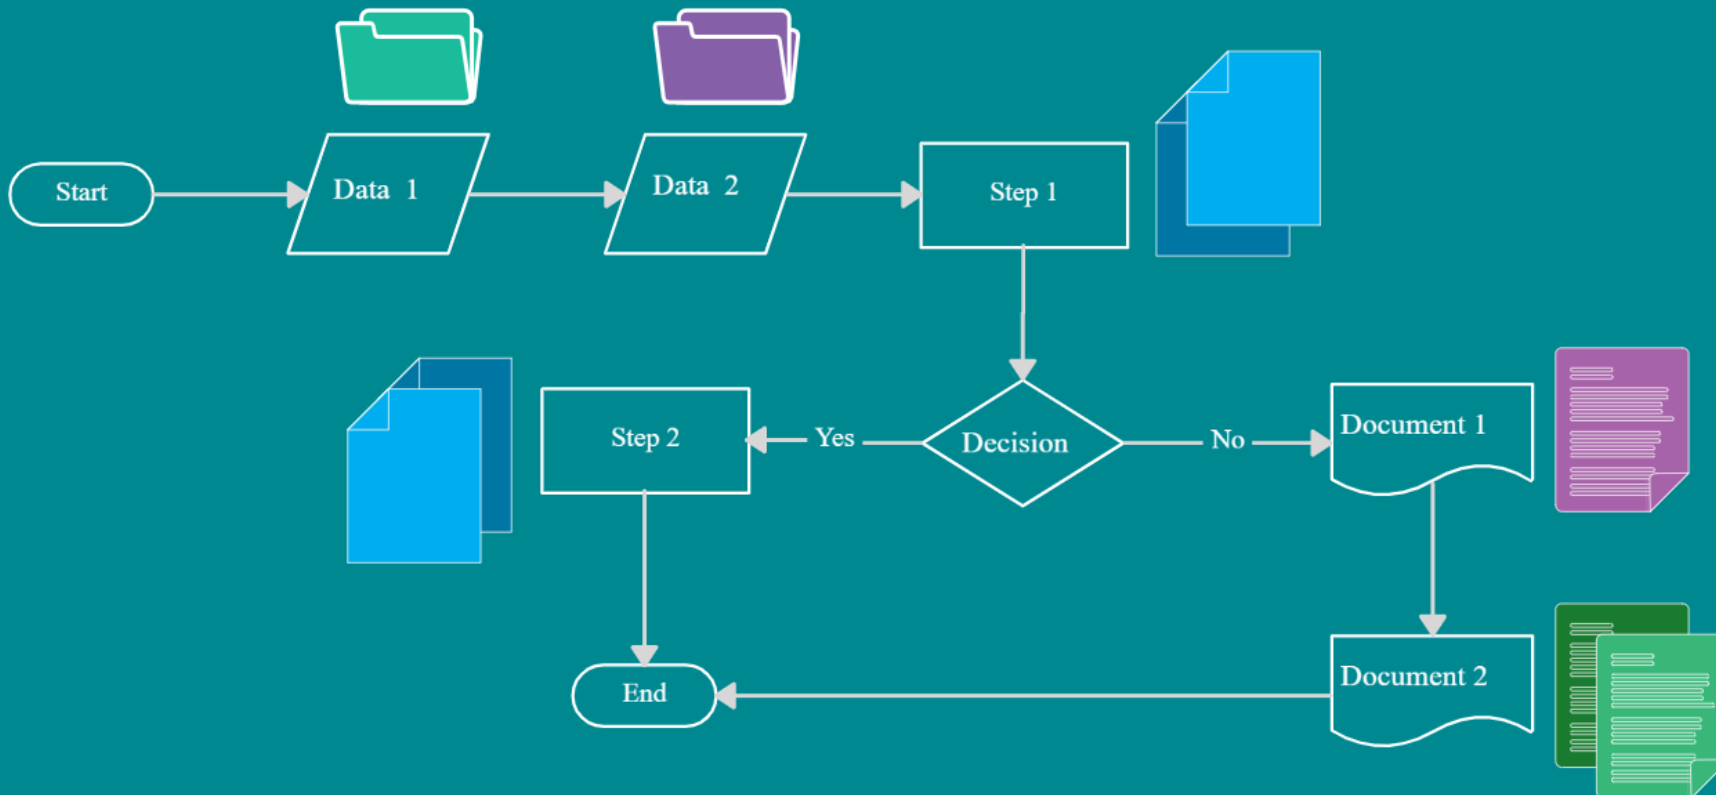 Start
Data 1
Data 2
Step 1
Step 2
Yes
Decision
No
Document 1
End
Document 2